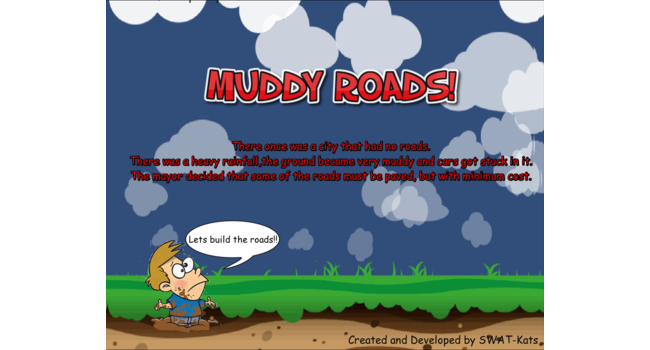 MUDDY ROADS!
There once was a city that had no roads.
There was a heavy rainfall,the ground became very muddy and cars got stuck in it.
The mayor decided that some of the roads must be paved, but with minimum cost.
Lets build the roads!!
Created and Developed by SWAT-Kats